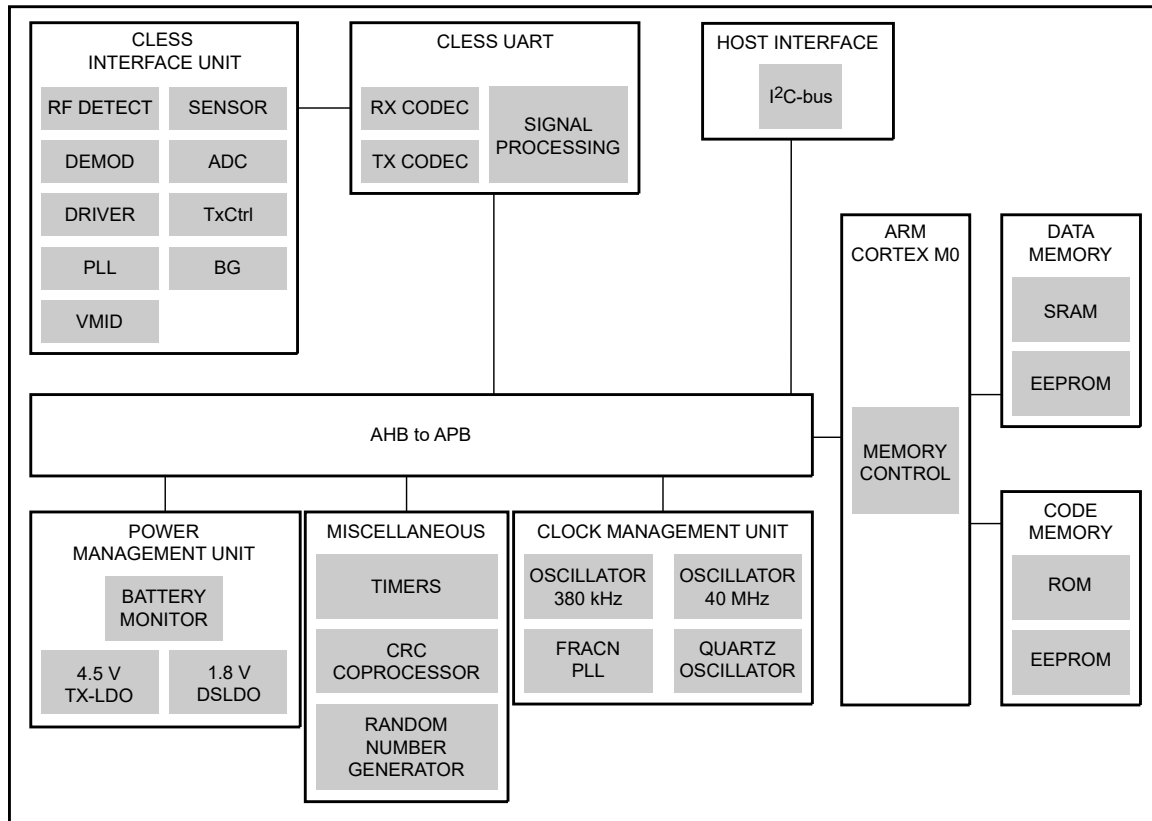 CLESS
INTERFACE UNIT
RF DETECT
SENSOR
DEMOD
ADC
DRIVER
TxCtrl
PLL
BG
VMID
CLESS UART
RX CODEC
TX CODEC
SIGNAL
PROCESSING
HOST INTERFACE
I²C-bus
ARM
CORTEX M0
MEMORY
CONTROL
DATA
MEMORY
SRAM
EEPROM
AHB to APB
CODE
MEMORY
ROM
EEPROM
POWER
MANAGEMENT UNIT
BATTERY
MONITOR
4.5 V
TX-LDO
1.8 V
DSLDO
MISCELLANEOUS
TIMERS
CRC
COPROCESSOR
RANDOM
NUMBER
GENERATOR
CLOCK MANAGEMENT UNIT
OSCILLATOR
380 kHz
OSCILLATOR
40 MHz
FRACN
PLL
QUARTZ
OSCILLATOR